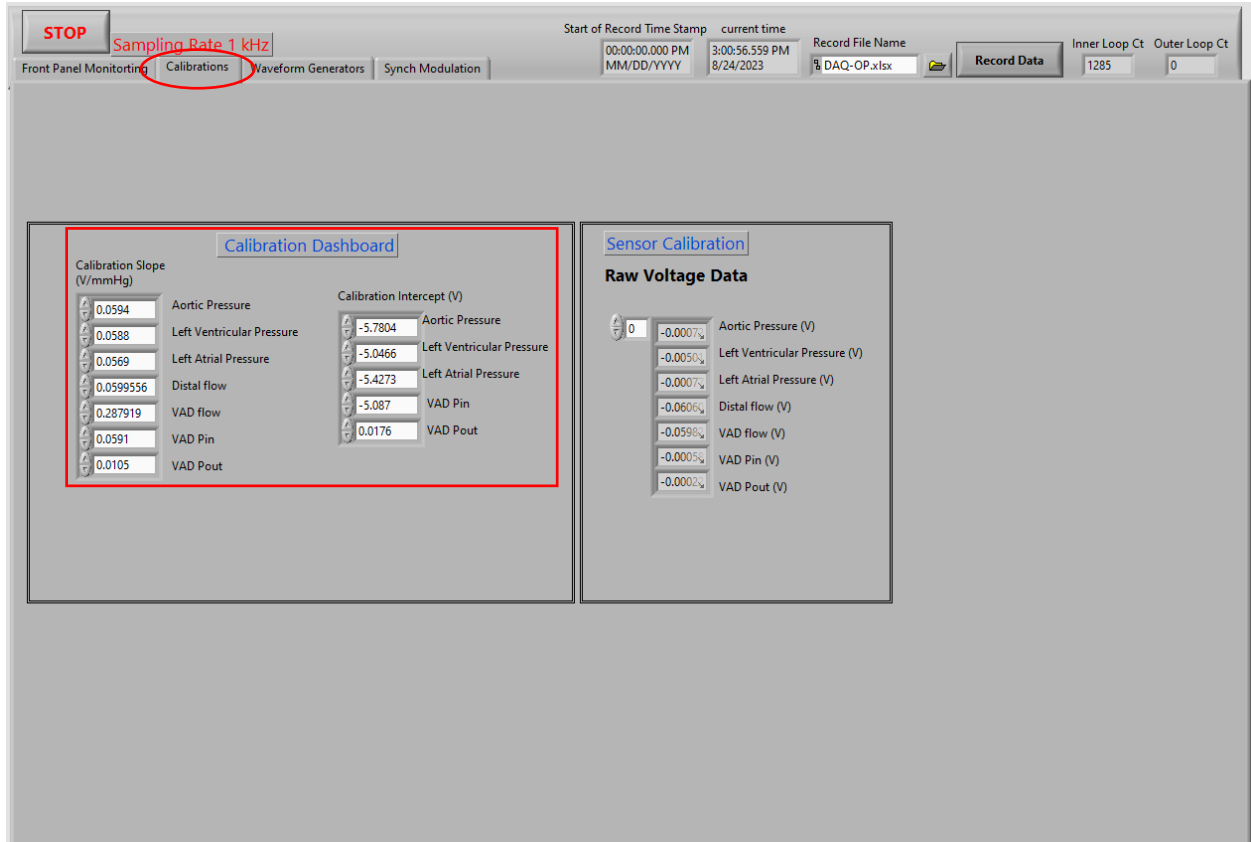 STOP
Sampling Rate 1 kHz
Start of Record Time Stamp
00:00:00.000 PM
MM/DD/YYYY
current time
3:00:56.559 PM
8/24/2023
Record File Name
DAQ-OP.xlsx
Record Data
Inner Loop Ct
1285
Outer Loop Ct
0
Front Panel Monitorting
Calibrations
Waveform Generators
Synch Modulation
Calibration Dashboard
Calibration Slope
(V/mmHg)
0.0594 Aortic Pressure
0.0588 Left Ventricular Pressure
0.0569 Left Atrial Pressure
0.0599556 Distal flow
0.287919 VAD flow
0.0591 VAD Pin
0.0105 VAD Pout
Calibration Intercept (V)
-5.7804 Aortic Pressure
-5.0466 Left Ventricular Pressure
-5.4273 Left Atrial Pressure
-5.087 VAD Pin
0.0176 VAD Pout
Sensor Calibration
Raw Voltage Data
0
Aortic Pressure (V)
Left Ventricular Pressure (V)
Left Atrial Pressure (V)
Distal flow (V)
VAD flow (V)
VAD Pin (V)
VAD Pout (V)